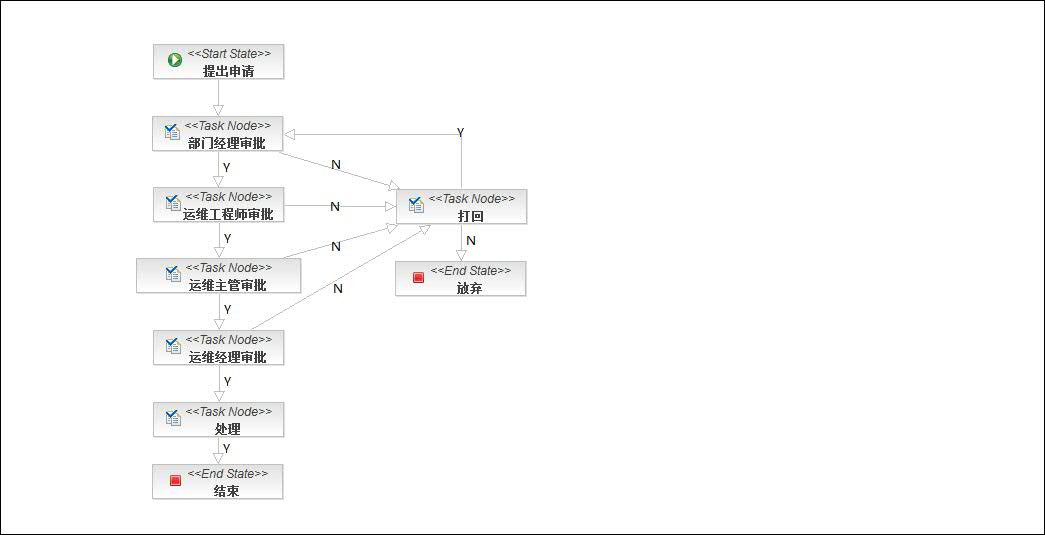 <<Start State>>
提出申请
<<Task Node>>
部门经理审批
Y
Y
N
<<Task Node>>
运维工程师审批
N
<<Task Node>>
打回
Y
N
N
<<Task Node>>
运维主管审批
<<End State>>
放弃
N
Y
<<Task Node>>
运维经理审批
Y
<<Task Node>>
处理
Y
<<End State>>
结束